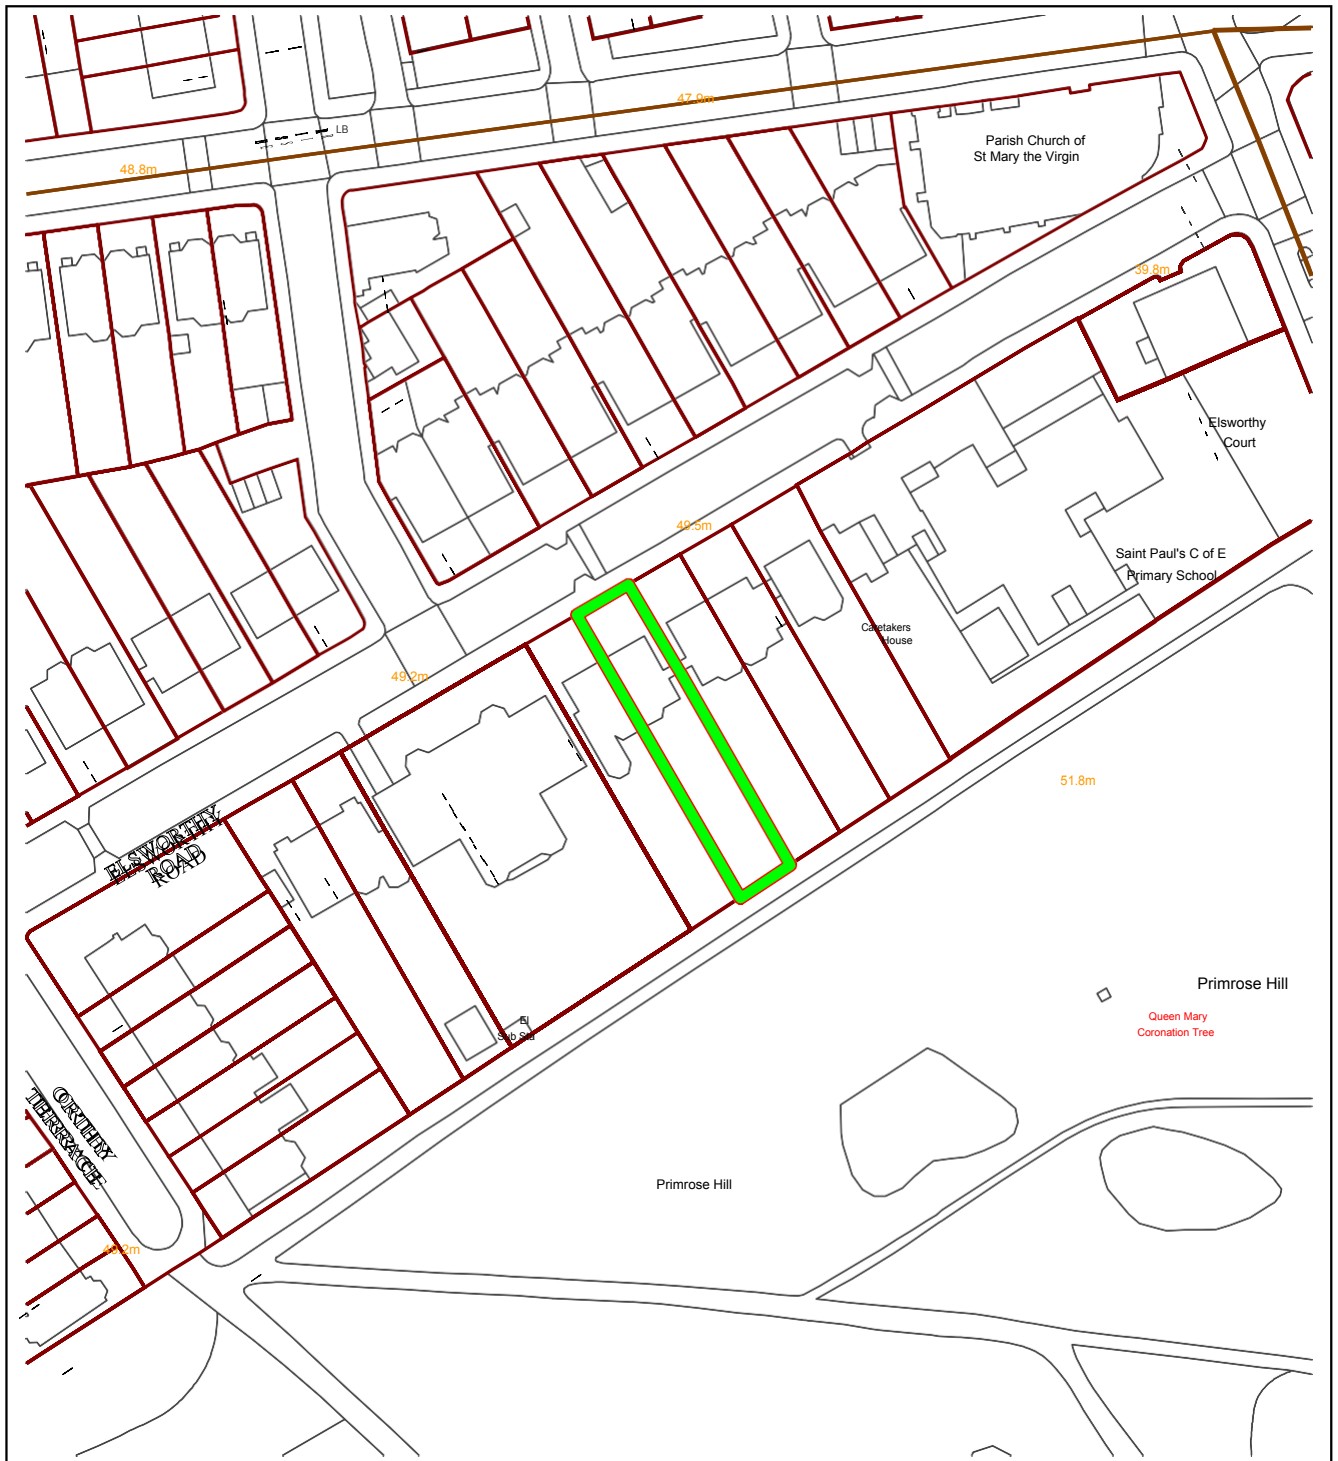 47.9m
LB
Parish Church of
St Mary the Virgin
48.8m
39.8m
Elsworthy
Court
49.5m
Saint Paul's C of E
Primary School
Caretakers
House
49.2m
51.8m
ELSWORTHY
ROAD
Primrose Hill
Queen Mary
Coronation Tree
El
Sub Sta
ORTHY
TERRACE
Primrose Hill